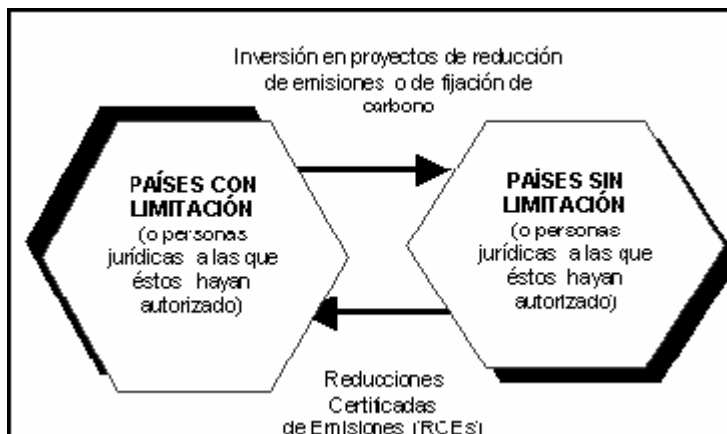 Inversión en proyectos de reducción
de emisiones o de fijación de
carbono
PAÍSES CON
LIMITACIÓN
(o personas
jurídicas a las que
éstos hayan
autorizado)
PAÍSES SIN
LIMITACIÓN
(o personas
jurídicas a las que
éstos hayan
autorizado)
Reducciones
Certificadas
de Emisiones (RCEs)